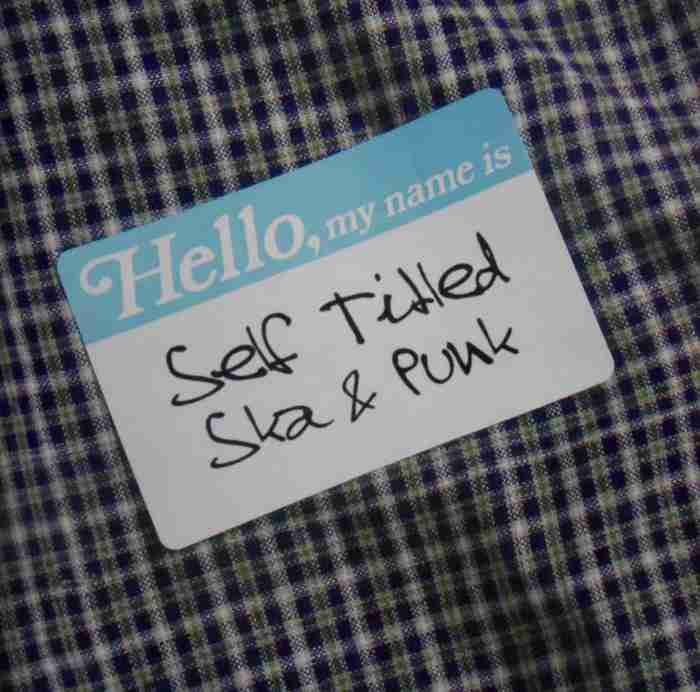 Hello, my name is
Self Titled
Ska & Punk